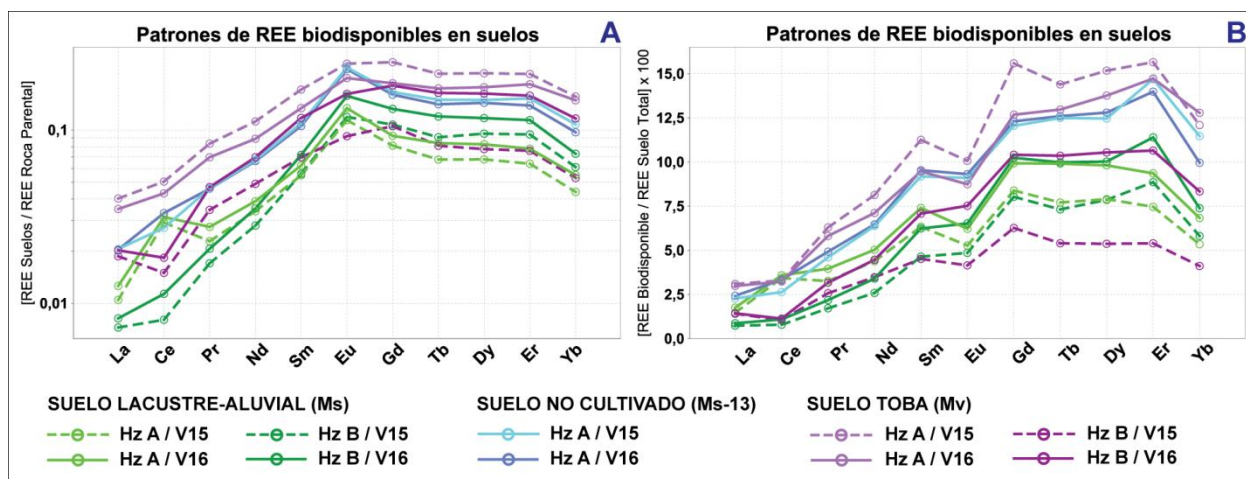 Patrones de REE biodisponibles en suelos
A
[REE Suelos / REE Roca Parental]
0,1
0,01
La Ce Pr Nd Sm Eu Gd Tb Dy Er Yb
Patrones de REE biodisponibles en suelos
B
[REE Biodisponible / REE Suelo Total] x 100
15,0
12,5
10,0
7,5
5,0
2,5
0,0
La Ce Pr Nd Sm Eu Gd Tb Dy Er Yb
SUELO LACUSTRE-ALUVIAL (Ms)
Hz A / V15
Hz B / V15
Hz A / V16
Hz B / V16
SUELO NO CULTIVADO (Ms-13)
Hz A / V15
Hz A / V16
SUELO TOBA (Mv)
Hz A / V15
Hz B / V15
Hz A / V16
Hz B / V16